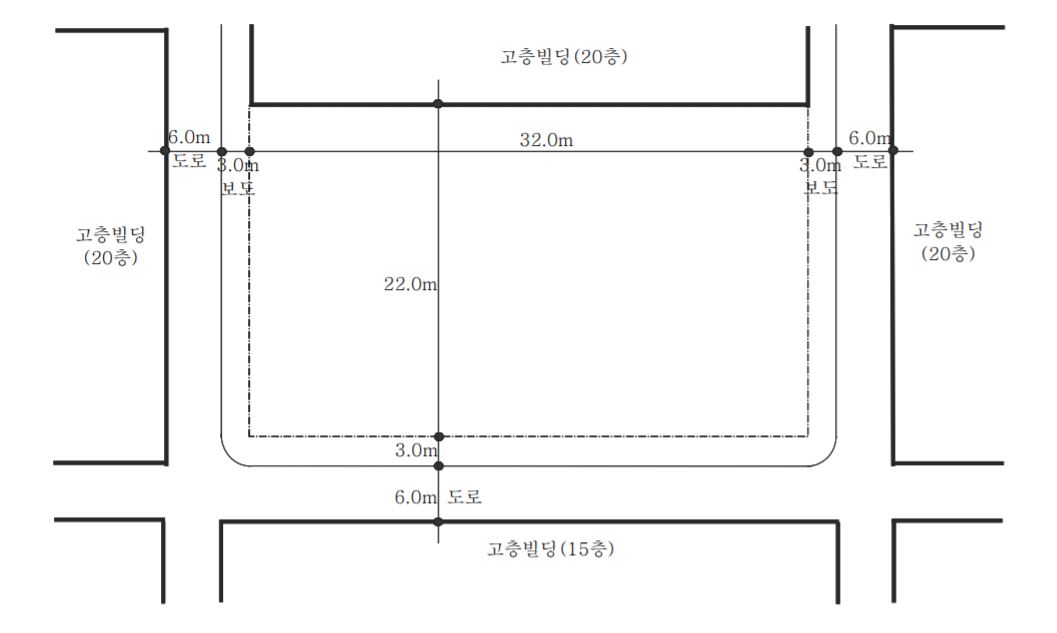 고층빌딩(20층)
6.0m
도로
3.0m
보도
32.0m
3.0m
보도
6.0m
도로
고층빌딩
(20층)
고층빌딩
(20층)
22.0m
3.0m
6.0m 도로
고층빌딩(15층)